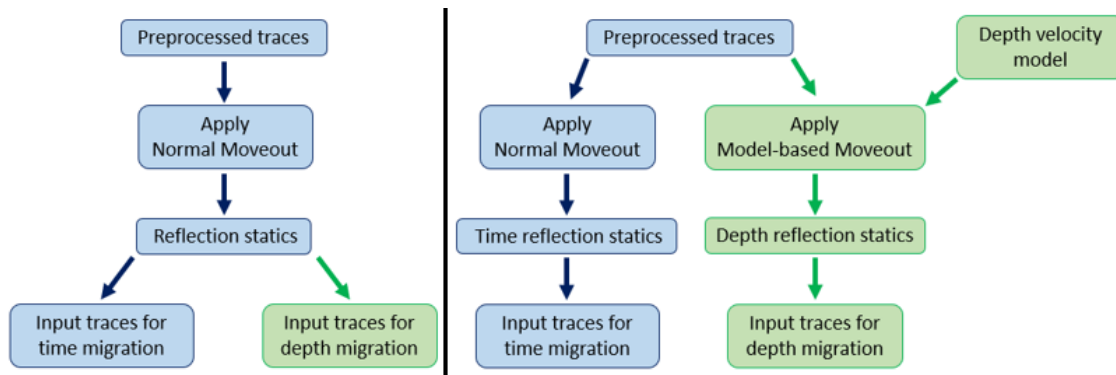 Preprocessed traces
Apply
Normal Moveout
Reflection statics
Input traces for
time migration
Input traces for
depth migration
Preprocessed traces
Depth velocity
model
Apply
Normal Moveout
Apply
Model-based Moveout
Time reflection statics
Depth reflection statics
Input traces for
time migration
Input traces for
depth migration